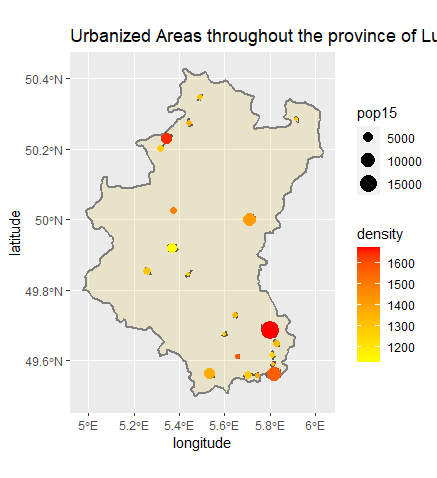 Urbanized Areas throughout the province of Lu
50.4°N
50.2°N
50°N
49.8°N
49.6°N
latitude
5°E
5.2°E
5.4°E
5.6°E
5.8°E
6°E
longitude
pop15
5000
10000
15000
density
1600
1500
1400
1300
1200